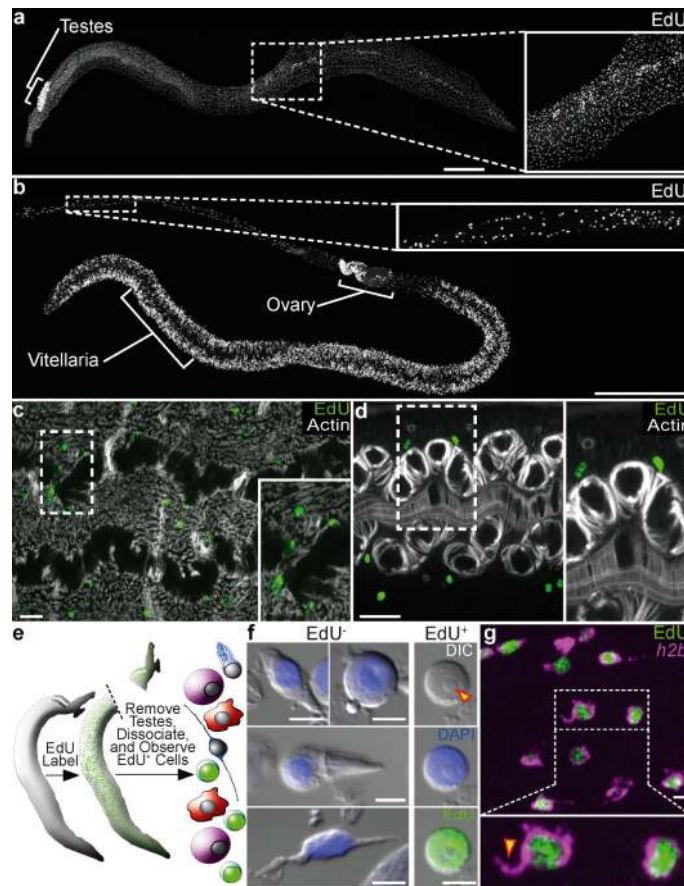 a
EdU
Testes
b
EdU
Ovary
Vitellaria
c
EdU
Actin
d
EdU
Actin
e
EdU
Label
Remove
Testes,
Dissociate,
and Observe
EdU⁺ Cells
f
EdU⁻
EdU⁺
DIC
DAPI
EdU
g
EdU
h2b